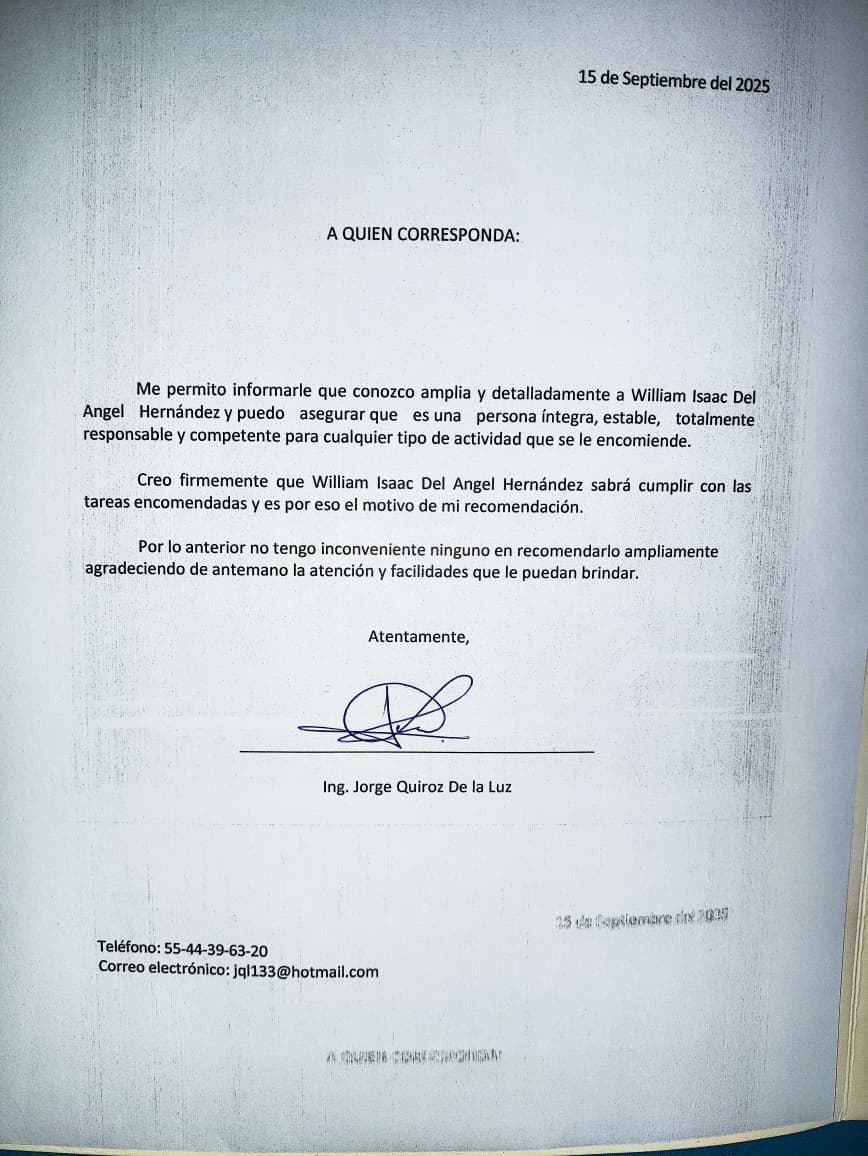 15 de Septiembre del 2025
A QUIEN CORRESPONDA:
Me permito informarle que conozco amplia y detalladamente a William Isaac Del
Angel Hernández y puedo asegurar que es una persona íntegra, estable, totalmente
responsable y competente para cualquier tipo de actividad que se le encomiende.
Creo firmemente que William Isaac Del Angel Hernández sabrá cumplir con las
tareas encomendadas y es por eso el motivo de mi recomendación.
Por lo anterior no tengo inconveniente ninguno en recomendarlo ampliamente
agradeciendo de antemano la atención y facilidades que le puedan brindar.
Atentamente,
Ing. Jorge Quiroz De la Luz
15 de Septiembre del 2025
Teléfono: 55-44-39-63-20
Correo electrónico: jql133@hotmail.com
A QUIEN CORRESPONDA: